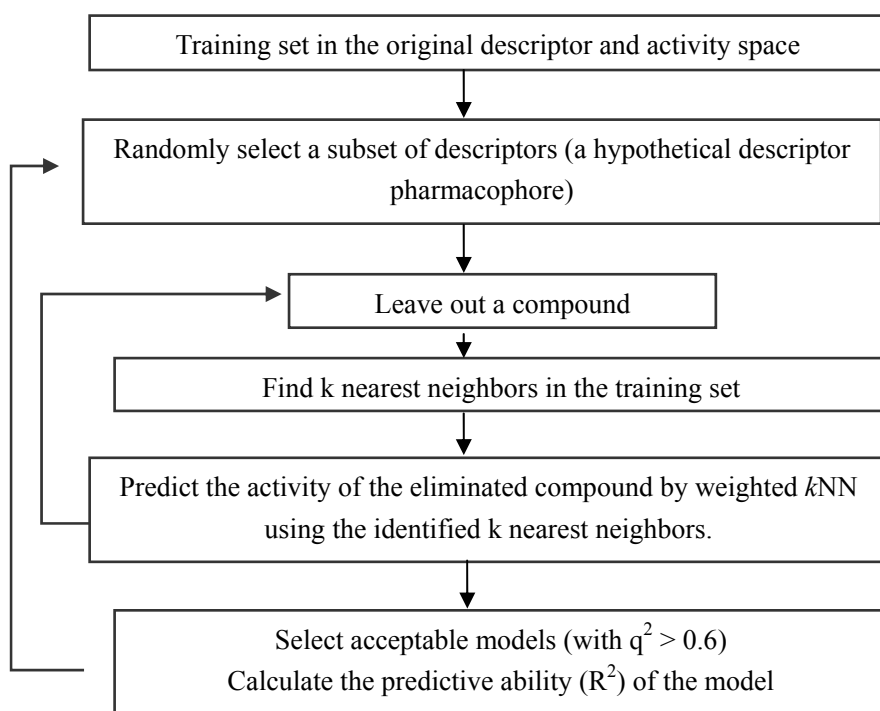 Training set in the original descriptor and activity space
Randomly select a subset of descriptors (a hypothetical descriptor
pharmacophore)
Leave out a compound
Find k nearest neighbors in the training set
Predict the activity of the eliminated compound by weighted kNN
using the identified k nearest neighbors.
Select acceptable models (with q² > 0.6)
Calculate the predictive ability (R²) of the model